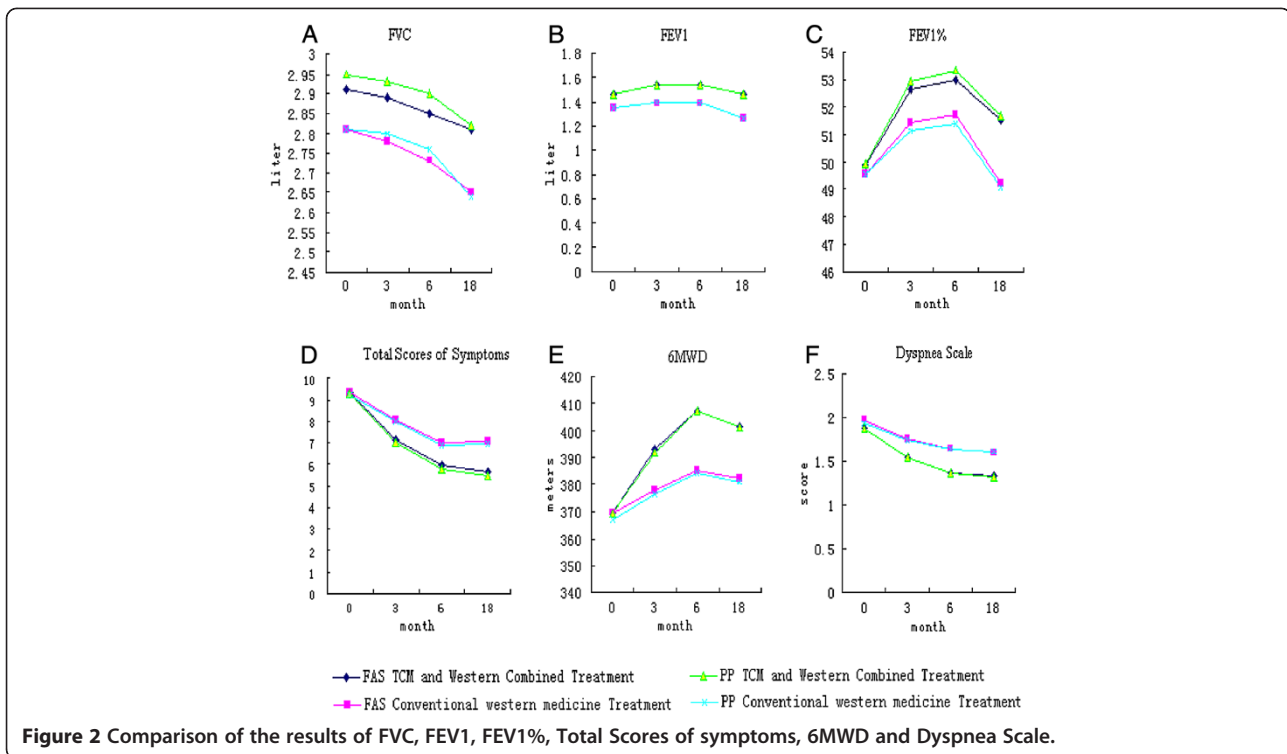 A
FVC
3
2.95
2.9
2.85
2.8
2.75
2.7
2.65
2.6
2.55
2.5
2.45
liter
0 3 6 18
month
B
FEV1
1.8
1.6
1.4
1.2
1
0.8
0.6
0.4
0.2
0
liter
0 3 6 18
month
C
FEV1%
54
53
52
51
50
49
48
47
46
0 3 6 18
month
D
Total Scores of Symptoms
10
9
8
7
6
5
4
3
2
1
0
0 3 6 18
month
E
6MWD
420
410
400
390
380
370
360
350
340
meters
0 3 6 18
month
F
Dyspnea Scale
2.5
2
1.5
1
0.5
0
score
0 3 6 18
month
FAS TCM and Western Combined Treatment
PP TCM and Western Combined Treatment
FAS Conventional western medicine Treatment
PP Conventional western medicine Treatment
Figure 2 Comparison of the results of FVC, FEV1, FEV1%, Total Scores of symptoms, 6MWD and Dyspnea Scale.